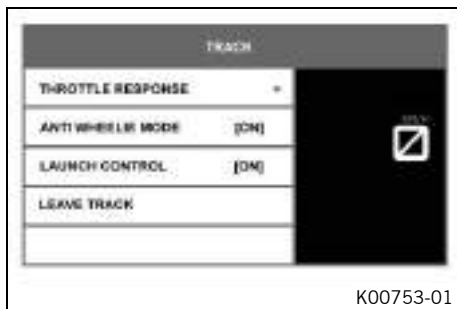 TRACK
THROTTLE RESPONSE
ANTI WHEELIE MODE [ON]
LAUNCH CONTROL [ON]
LEAVE TRACK
K00753-01